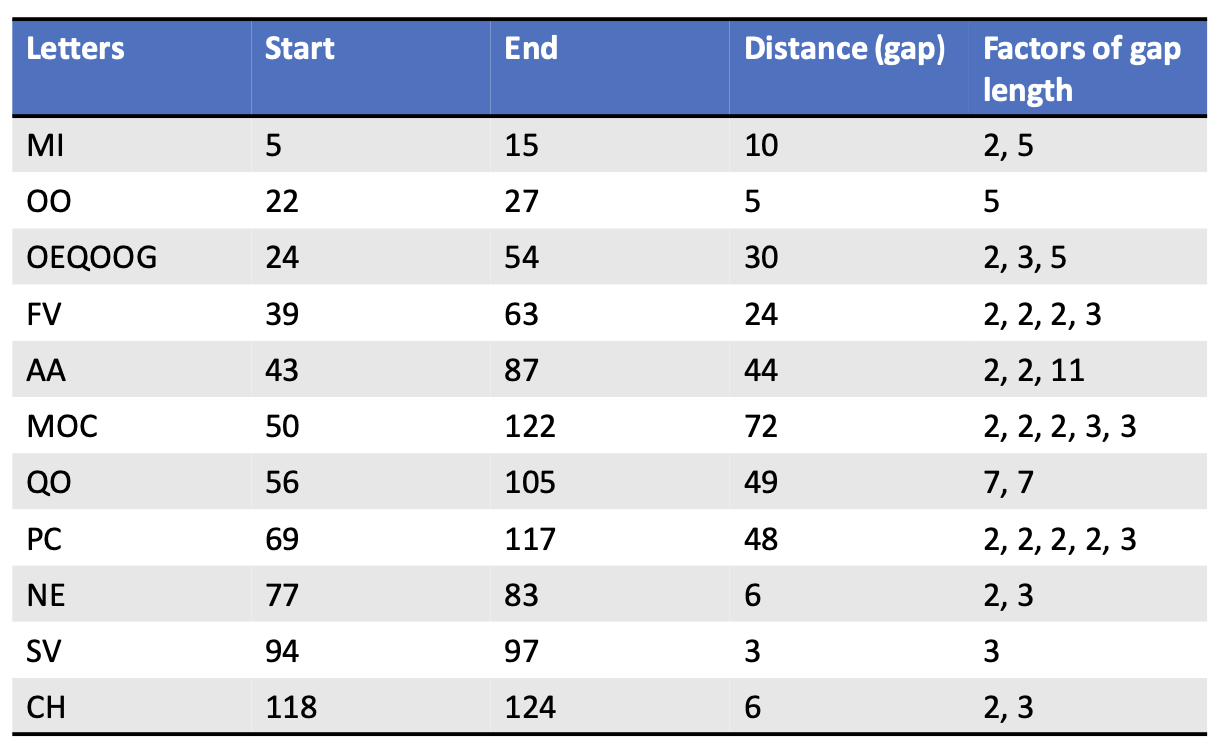 Letters Start End Distance (gap) Factors of gap
length
MI 5 15 10 2, 5
OO 22 27 5 5
OEQOOG 24 54 30 2, 3, 5
FV 39 63 24 2, 2, 2, 3
AA 43 87 44 2, 2, 11
MOC 50 122 72 2, 2, 2, 3, 3
QO 56 105 49 7, 7
PC 69 117 48 2, 2, 2, 2, 3
NE 77 83 6 2, 3
SV 94 97 3 3
CH 118 124 6 2, 3